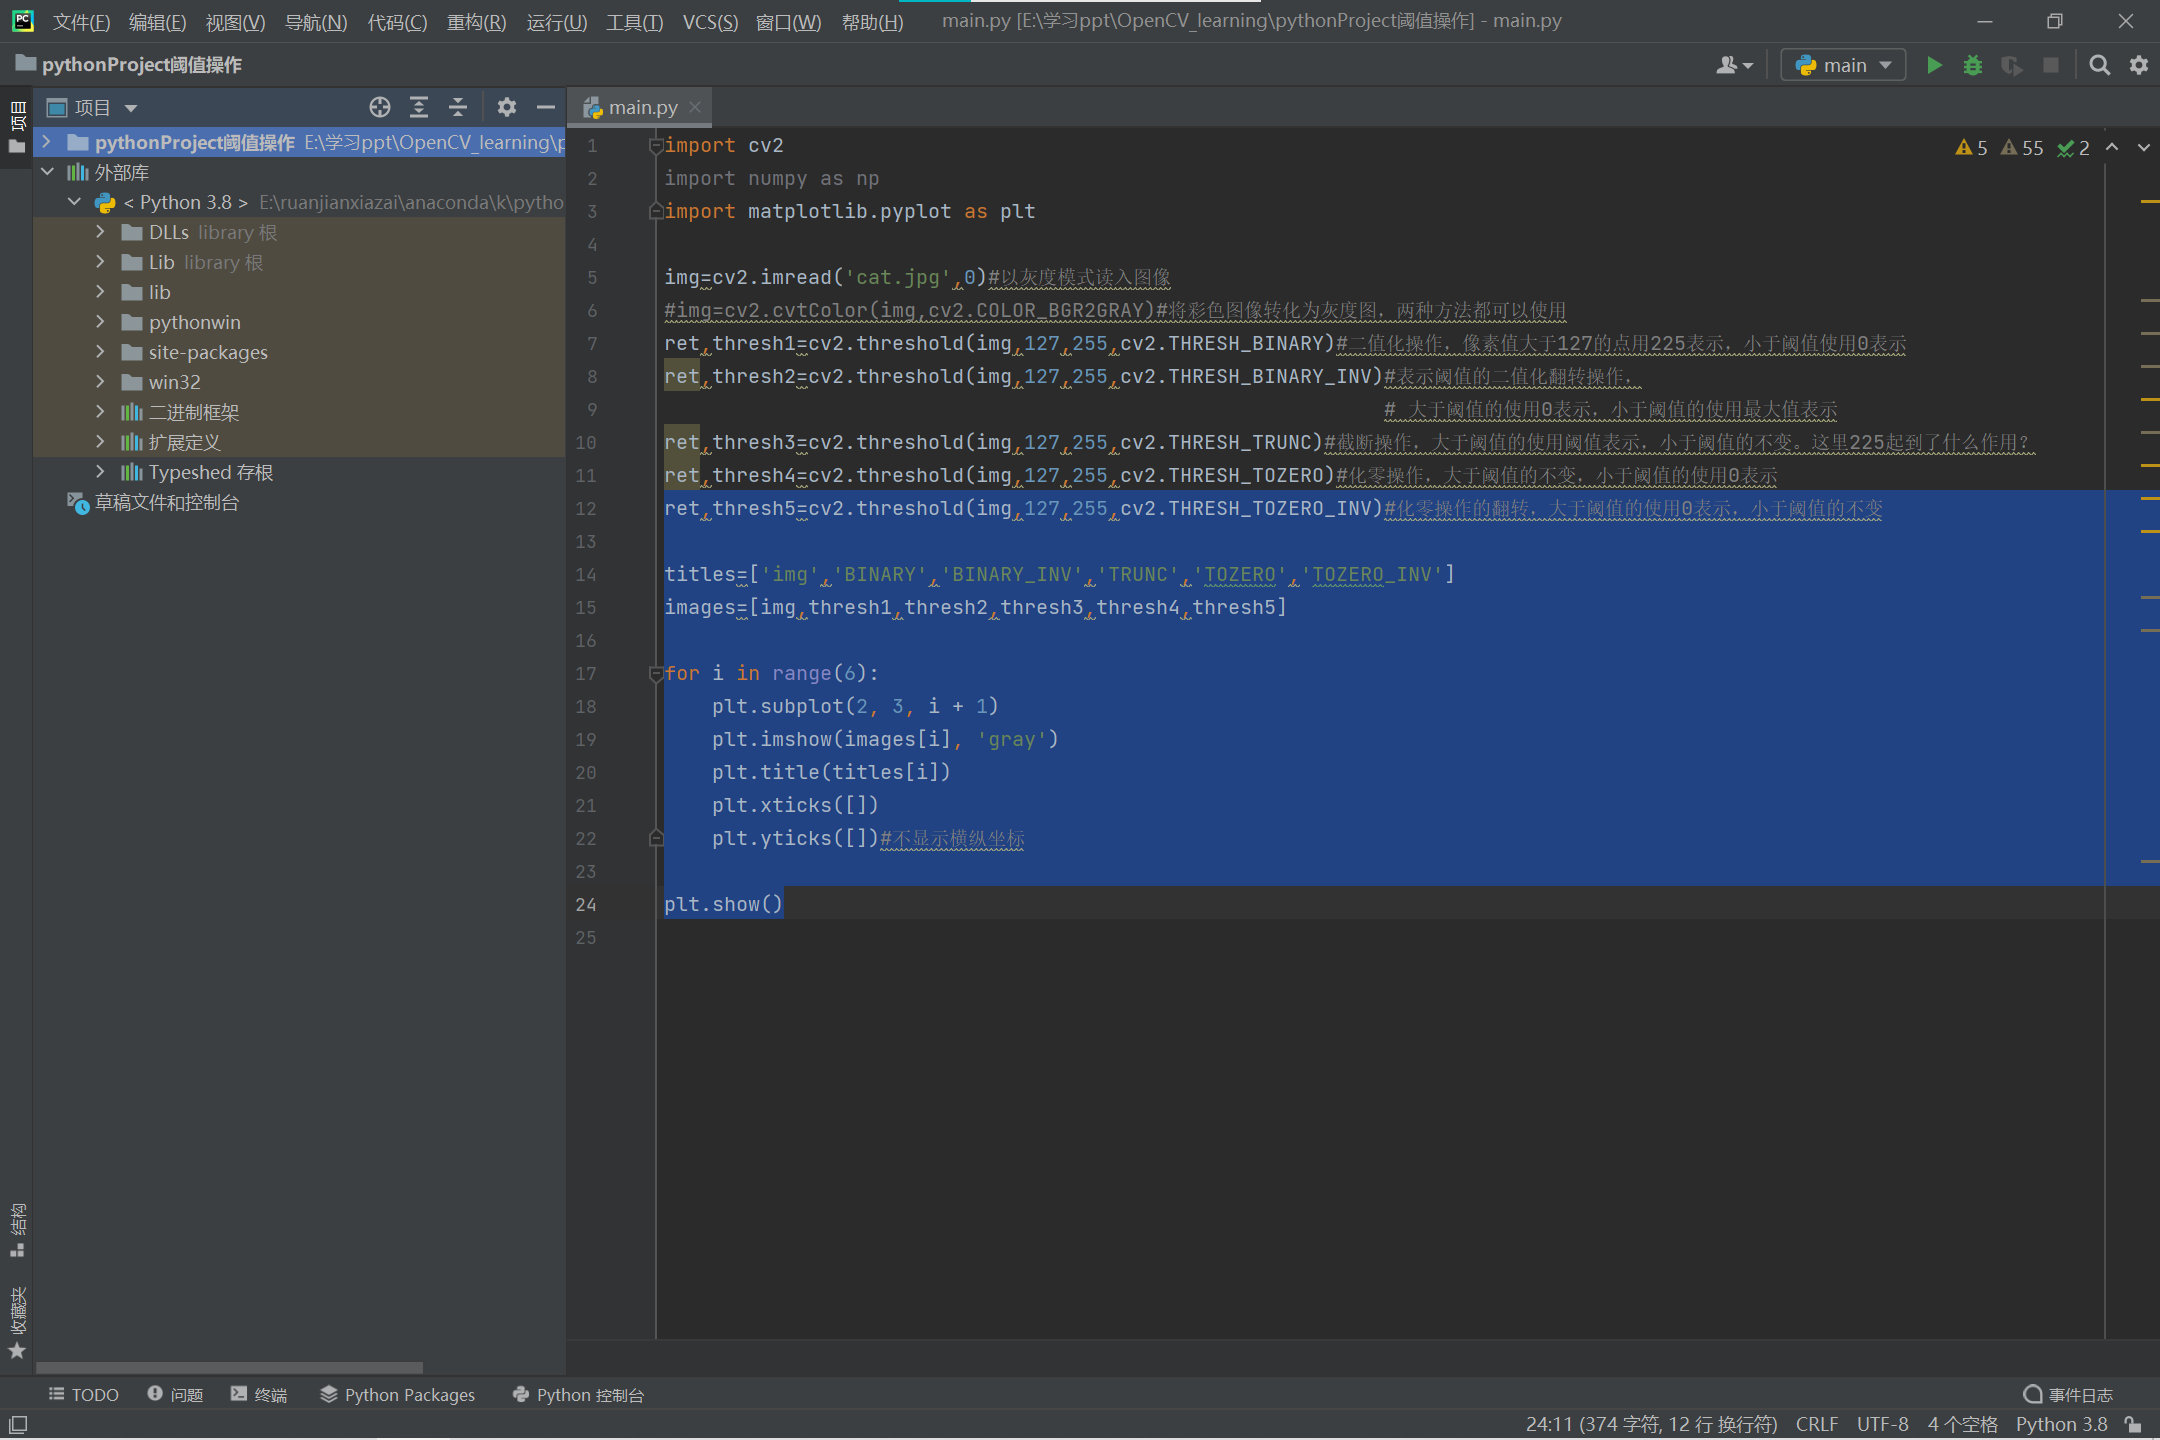 文件(F) 编辑(E) 视图(V) 导航(N) 代码(C) 重构(R) 运行(U) 工具(T) VCS(S) 窗口(W) 帮助(H) main.py [E:\学习ppt\OpenCV_learning\pythonProject阈值操作] - main.py
pythonProject阈值操作
main
项目
项目
main.py
pythonProject阈值操作 E:\学习ppt\OpenCV_learning\p
外部库
< Python 3.8 > E:\ruanjianxiazai\anaconda\k\pytho
DLLs library 根
Lib library 根
lib
pythonwin
site-packages
win32
二进制框架
扩展定义
Typeshed 存根
草稿文件和控制台
5 55 2
1 import cv2
2 import numpy as np
3 import matplotlib.pyplot as plt
4
5 img=cv2.imread('cat.jpg',0)#以灰度模式读入图像
6 #img=cv2.cvtColor(img,cv2.COLOR_BGR2GRAY)#将彩色图像转化为灰度图，两种方法都可以使用
7 ret,thresh1=cv2.threshold(img,127,255,cv2.THRESH_BINARY)#二值化操作，像素值大于127的点用225表示，小于阈值使用0表示
8 ret,thresh2=cv2.threshold(img,127,255,cv2.THRESH_BINARY_INV)#表示阈值的二值化翻转操作，
9 # 大于阈值的使用0表示，小于阈值的使用最大值表示
10 ret,thresh3=cv2.threshold(img,127,255,cv2.THRESH_TRUNC)#截断操作，大于阈值的使用阈值表示，小于阈值的不变。这里225起到了什么作用？
11 ret,thresh4=cv2.threshold(img,127,255,cv2.THRESH_TOZERO)#化零操作，大于阈值的不变，小于阈值的使用0表示
12 ret,thresh5=cv2.threshold(img,127,255,cv2.THRESH_TOZERO_INV)#化零操作的翻转，大于阈值的使用0表示，小于阈值的不变
13
14 titles=['img','BINARY','BINARY_INV','TRUNC','TOZERO','TOZERO_INV']
15 images=[img,thresh1,thresh2,thresh3,thresh4,thresh5]
16
17 for i in range(6):
18     plt.subplot(2, 3, i + 1)
19     plt.imshow(images[i], 'gray')
20     plt.title(titles[i])
21     plt.xticks([])
22     plt.yticks([])#不显示横纵坐标
23
24 plt.show()
25
结构
收藏夹
TODO 问题 终端 Python Packages Python 控制台 事件日志
24:11 (374 字符, 12 行 换行符) CRLF UTF-8 4 个空格 Python 3.8